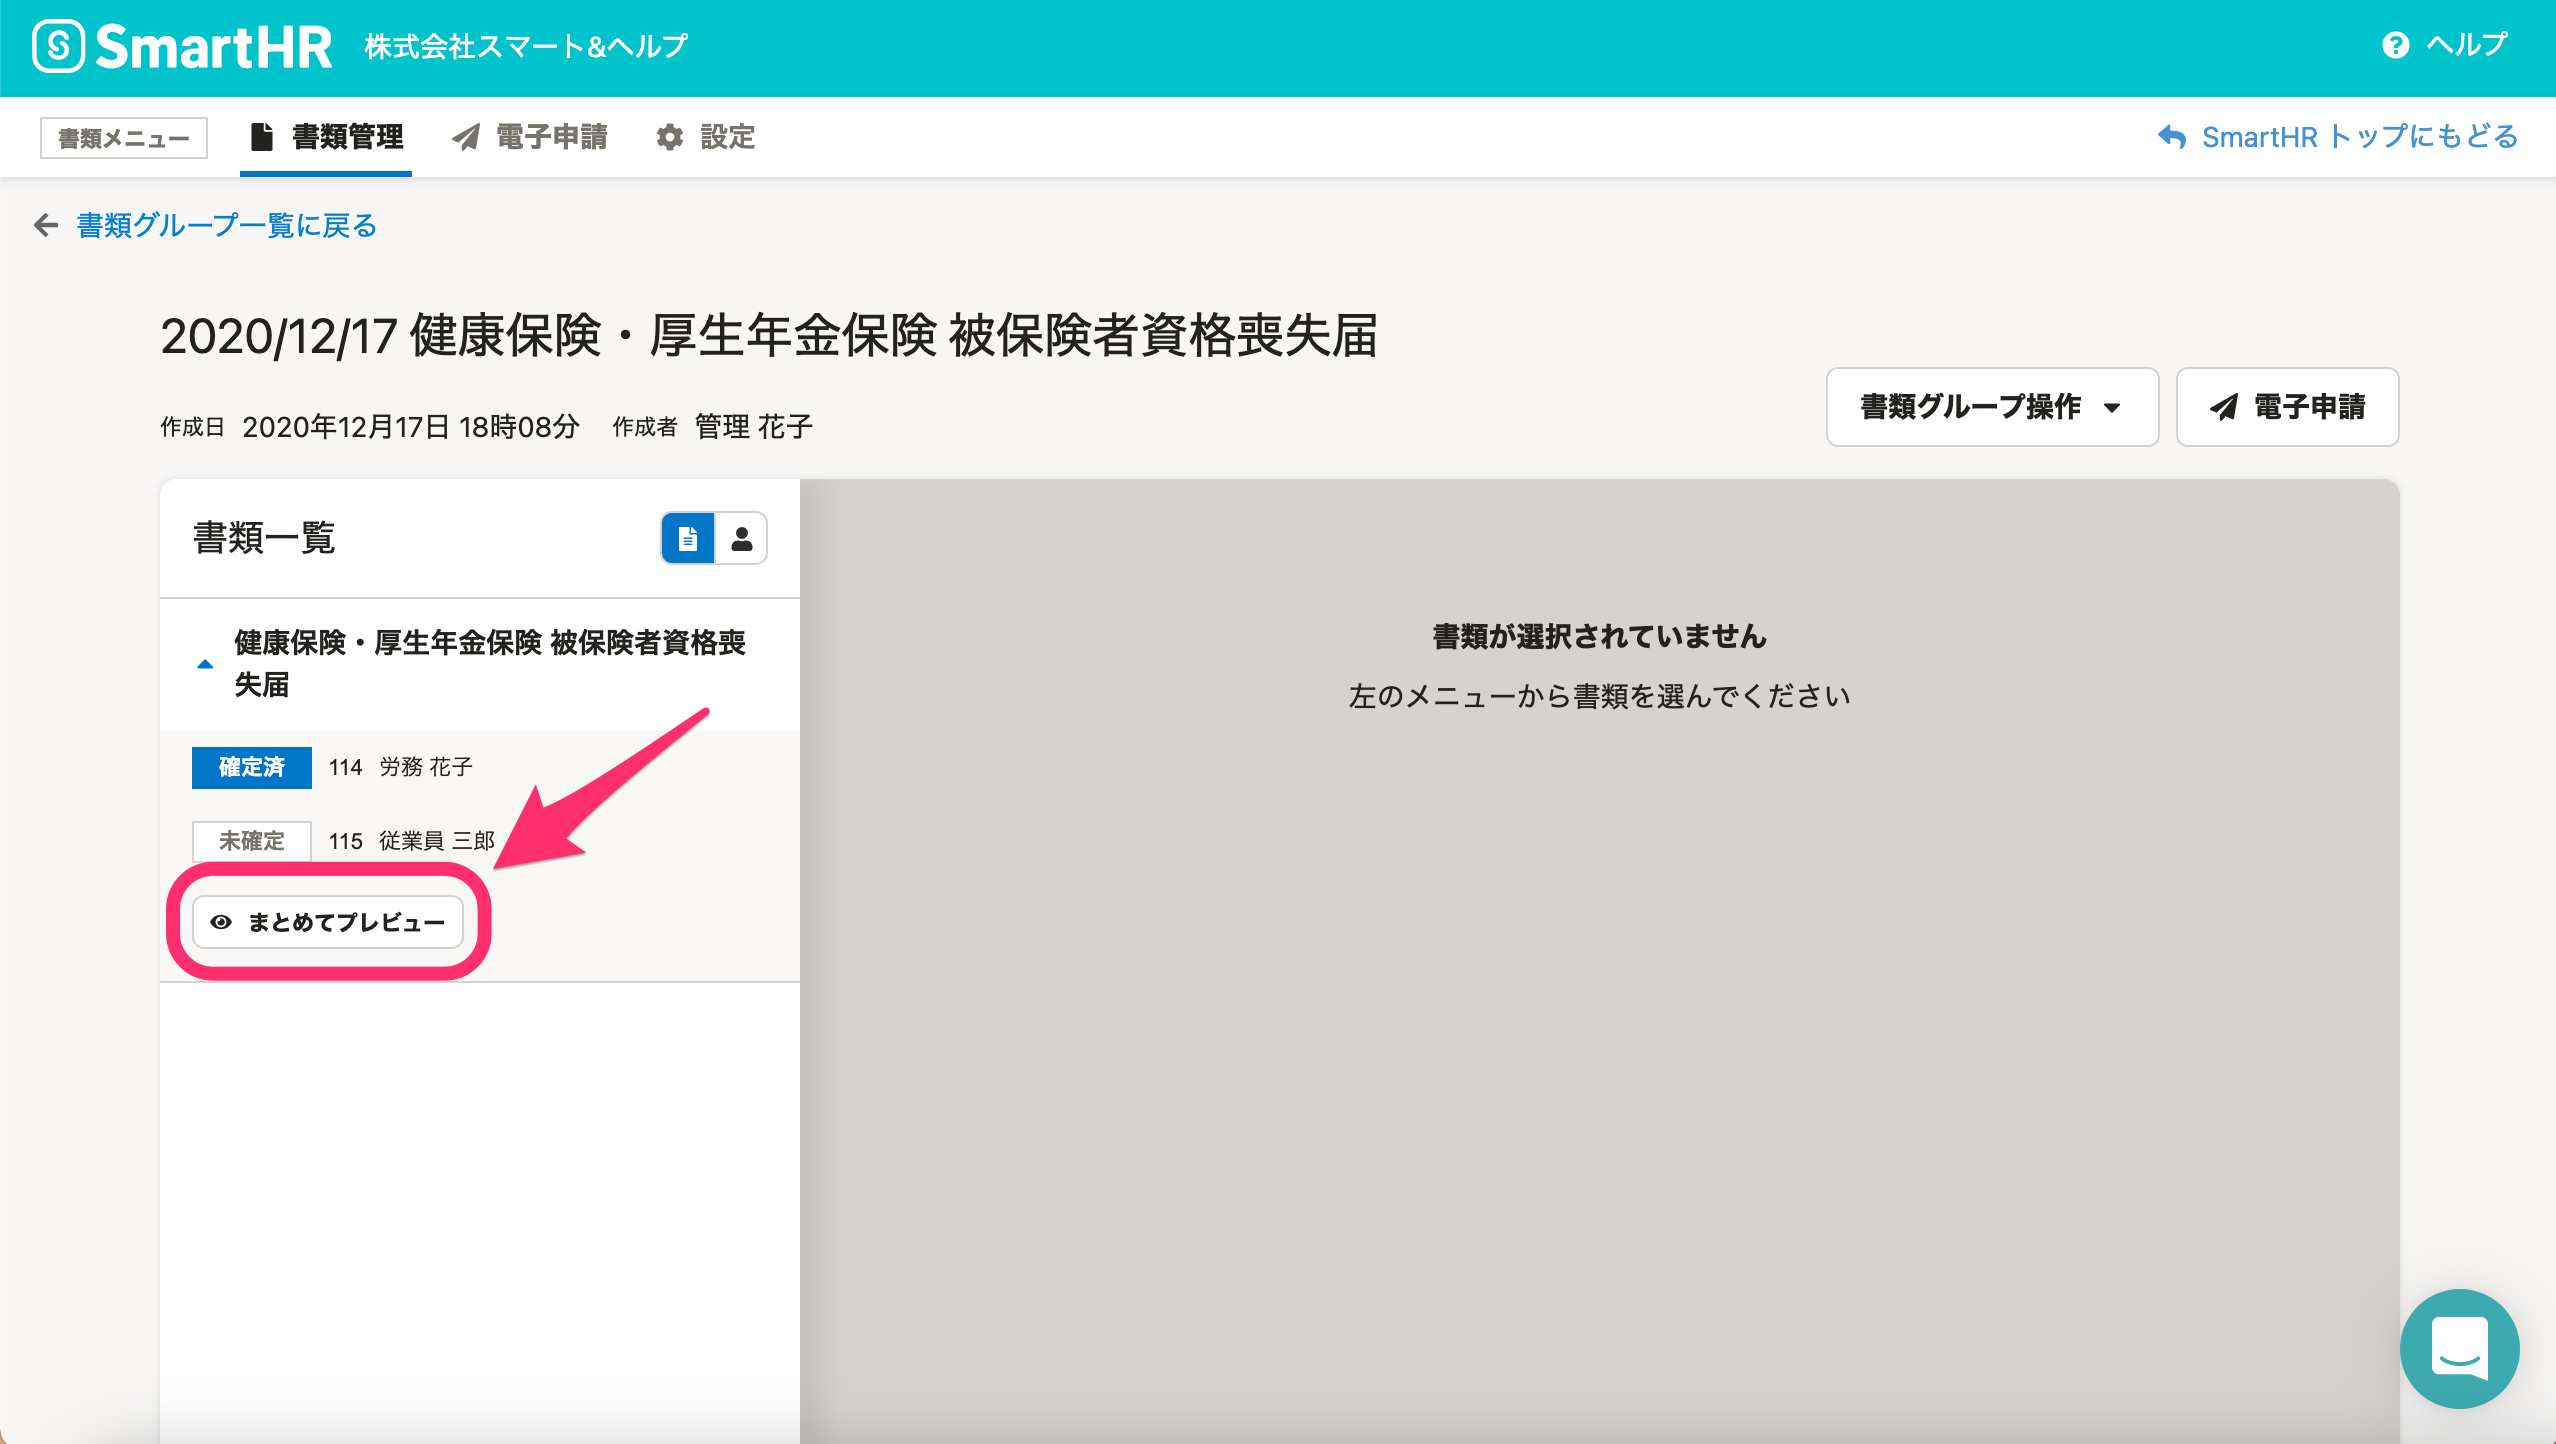 SmartHR 株式会社スマート&ヘルプ
? ヘルプ
書類メニュー 書類管理 電子申請 設定
SmartHR トップにもどる
書類グループ一覧に戻る
2020/12/17 健康保険・厚生年金保険 被保険者資格喪失届
作成日 2020年12月17日 18時08分 作成者 管理 花子
書類グループ操作 電子申請
書類一覧
健康保険・厚生年金保険 被保険者資格喪
失届
確定済 114 労務 花子
未確定 115 従業員 三郎
まとめてプレビュー
書類が選択されていません
左のメニューから書類を選んでください